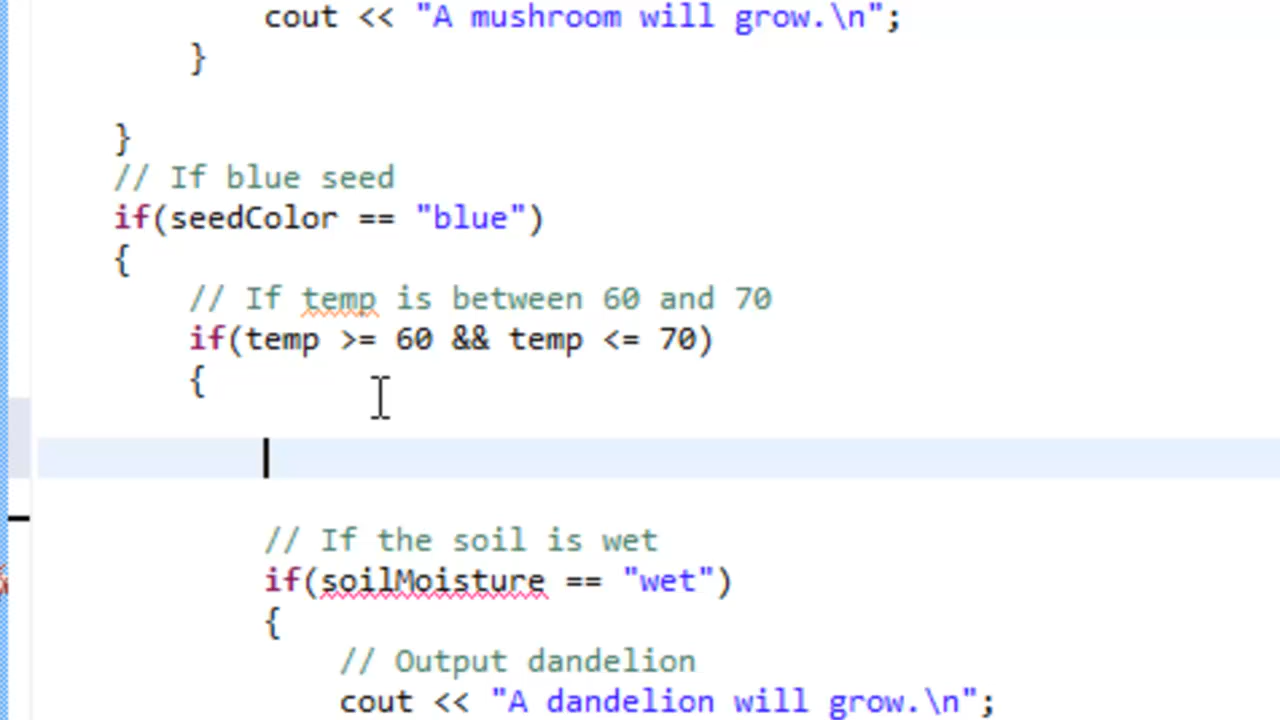 cout << "A mushroom will grow.\n";
}
}
// If blue seed
if(seedColor == "blue")
{
// If temp is between 60 and 70
if(temp >= 60 && temp <= 70)
{
// If the soil is wet
if(soilMoisture == "wet")
{
// Output dandelion
cout << "A dandelion will grow.\n";